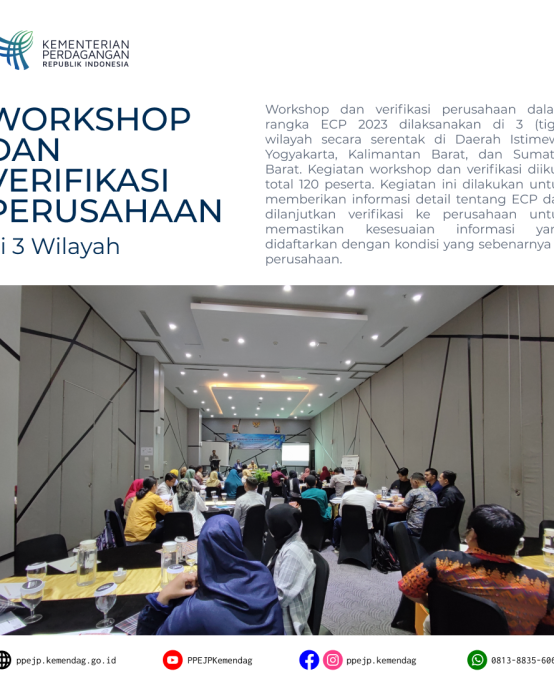 KEMENTERIAN
PERDAGANGAN
REPUBLIK INDONESIA
WORKSHOP
DAN
VERIFIKASI
PERUSAHAAN
di 3 Wilayah
Workshop dan verifikasi perusahaan dalam
rangka ECP 2023 dilaksanakan di 3 (tiga)
wilayah secara serentak di Daerah Istimewa
Yogyakarta, Kalimantan Barat, dan Sumatera
Barat. Kegiatan workshop dan verifikasi diikuti
total 120 peserta. Kegiatan ini dilakukan untuk
memberikan informasi detail tentang ECP dan
dilanjutkan verifikasi ke perusahaan untuk
memastikan kesesuaian informasi yang
didaftarkan dengan kondisi yang sebenarnya
perusahaan.
ppejp.kemendag.go.id
PPEJPKemendag
ppejp.kemendag
0813-8835-606